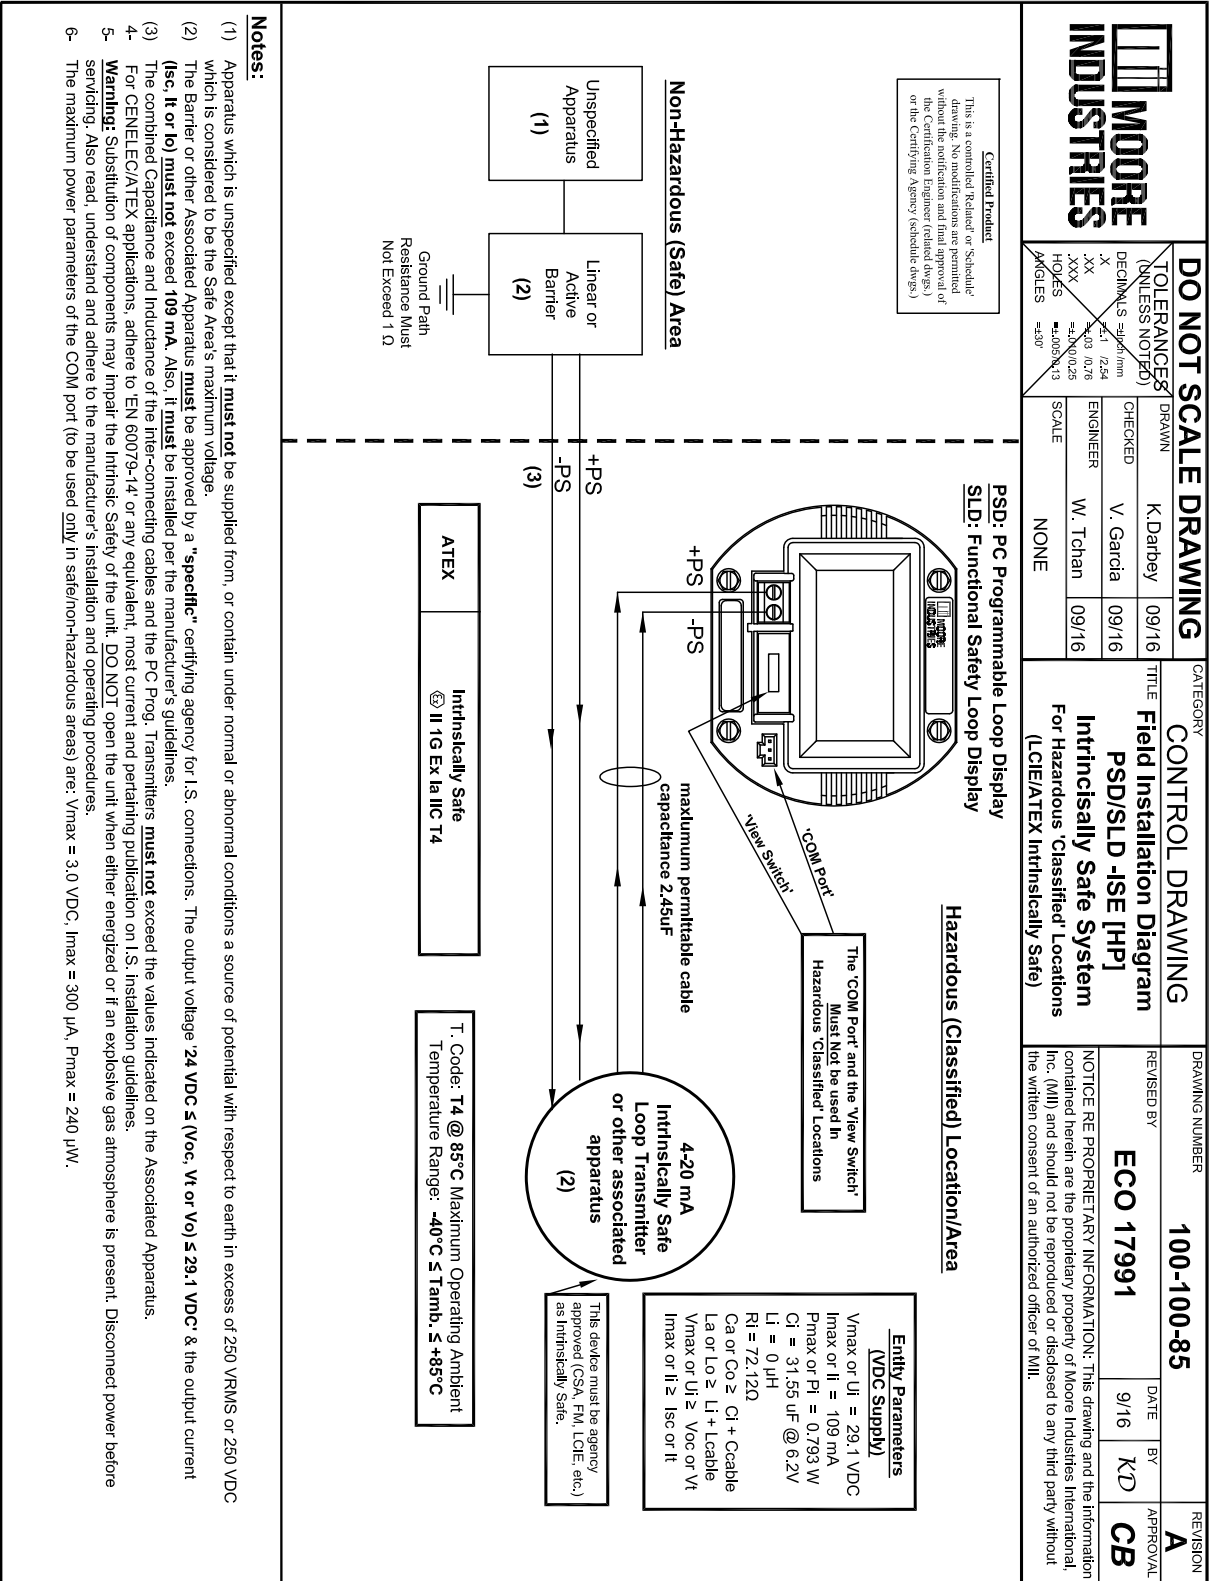 MOORE
INDUSTRIES
DO NOT SCALE DRAWING
TOLERANCES
(UNLESS NOTED)
DECIMALS =±inch /mm
.X =±.1 /2.54
.XX =±.03 /0.76
.XXX =±.010/0.25
HOLES =±.005/0.13
ANGLES =±30'
DRAWN K.Darbey 09/16
CHECKED V. Garcia 09/16
ENGINEER W. Tchan 09/16
SCALE NONE
CATEGORY
CONTROL DRAWING
TITLE
Field Installation Diagram
PSD/SLD -ISE [HP]
Intrincisally Safe System
For Hazardous 'Classified' Locations
(LCIE/ATEX Intrinsically Safe)
DRAWING NUMBER
100-100-85
REVISION
A
REVISED BY
ECO 17991
DATE
9/16
BY
KD
APPROVAL
CB
NOTICE RE PROPRIETARY INFORMATION: This drawing and the information
contained herein are the proprietary property of Moore Industries International,
Inc. (MII) and should not be reproduced or disclosed to any third party without
the written consent of an authorized officer of MII.
Certified Product
This is a controlled 'Related' or 'Schedule'
drawing. No modifications are permitted
without the notification and final approval of
the Certification Engineer (related dwgs.)
or the Certifying Agency (schedule dwgs.)
Non-Hazardous (Safe) Area
Unspecified
Apparatus
(1)
Linear or
Active
Barrier
(2)
Ground Path
Resistance Must
Not Exceed 1 Ω
PSD: PC Programmable Loop Display
SLD: Functional Safety Loop Display
MOORE
INDUSTRIES
+PS
-PS
+PS
-PS
(3)
'COM Port'
'View Switch'
Hazardous (Classified) Location/Area
The 'COM Port' and the 'View Switch'
Must Not be used in
Hazardous 'Classified' Locations
maxiumum permittable cable
capacitance 2.45uF
4-20 mA
Intrinsically Safe
Loop Transmitter
or other associated
apparatus
(2)
This device must be agency
approved (CSA, FM, LCIE, etc.)
as Intrinsically Safe.
Entity Parameters
(VDC Supply)
Vmax or Ui = 29.1 VDC
Imax or Ii = 109 mA
Pmax or Pi = 0.793 W
Ci = 31.55 uF @ 6.2V
Li = 0 µH
Ri = 72.12Ω
Ca or Co ≥ Ci + Ccable
La or Lo ≥ Li + Lcable
Vmax or Ui ≥ Voc or Vt
Imax or Ii ≥ Isc or It
ATEX
Intrinsically Safe
Ex II 1G Ex ia IIC T4
T. Code: T4 @ 85°C Maximum Operating Ambient
Temperature Range: -40°C ≤ Tamb. ≤ +85°C
Notes:
(1) Apparatus which is unspecified except that it must not be supplied from, or contain under normal or abnormal conditions a source of potential with respect to earth in excess of 250 VRMS or 250 VDC
which is considered to be the Safe Area's maximum voltage.
(2) The Barrier or other Associated Apparatus must be approved by a "specific" certifying agency for I.S. connections. The output voltage '24 VDC ≤ (Voc, Vt or Vo) ≤ 29.1 VDC' & the output current
(Isc, It or Io) must not exceed 109 mA. Also, it must be installed per the manufacturer's guidelines.
(3) The combined Capacitance and Inductance of the inter-connecting cables and the PC Prog. Transmitters must not exceed the values indicated on the Associated Apparatus.
4- For CENELEC/ATEX applications, adhere to 'EN 60079-14' or any equivalent, most current and pertaining publication on I.S. installation guidelines.
5- Warning: Substitution of components may impair the Intrinsic Safety of the unit. DO NOT open the unit when either energized or if an explosive gas atmosphere is present. Disconnect power before
servicing. Also read, understand and adhere to the manufacturer's installation and operating procedures.
6- The maximum power parameters of the COM port (to be used only in safe/non-hazardous areas) are: Vmax = 3.0 VDC, Imax = 300 µA, Pmax = 240 µW.